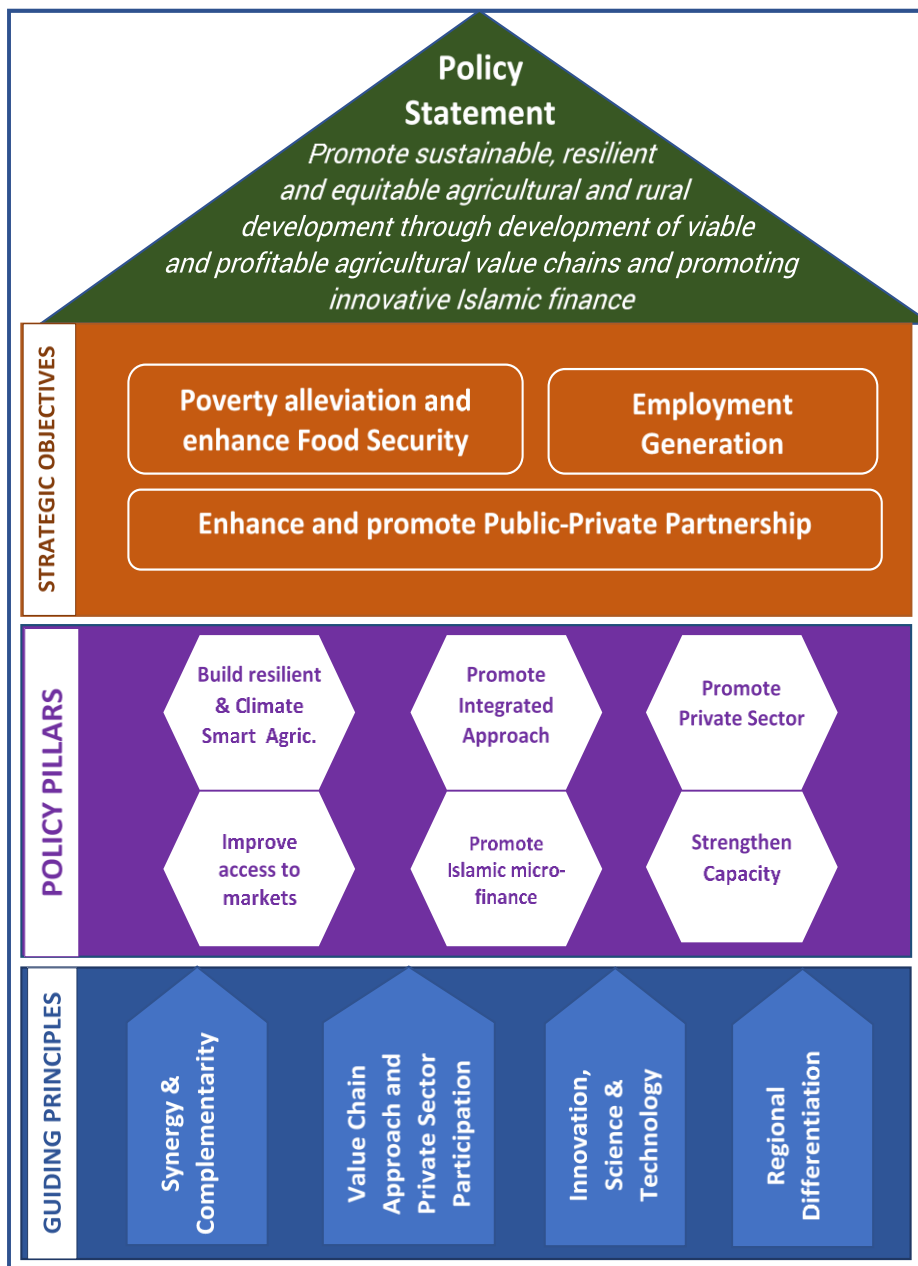 Policy
Statement
Promote sustainable, resilient
and equitable agricultural and rural
development through development of viable
and profitable agricultural value chains and promoting
innovative Islamic finance
STRATEGIC OBJECTIVES
Poverty alleviation and
enhance Food Security
Employment
Generation
Enhance and promote Public-Private Partnership
POLICY PILLARS
Build resilient
& Climate
Smart Agric.
Promote
Integrated
Approach
Promote
Private Sector
Improve
access to
markets
Promote
Islamic micro-
finance
Strengthen
Capacity
GUIDING PRINCIPLES
Synergy &
Complementarity
Value Chain
Approach and
Private Sector
Participation
Innovation,
Science &
Technology
Regional
Differentiation